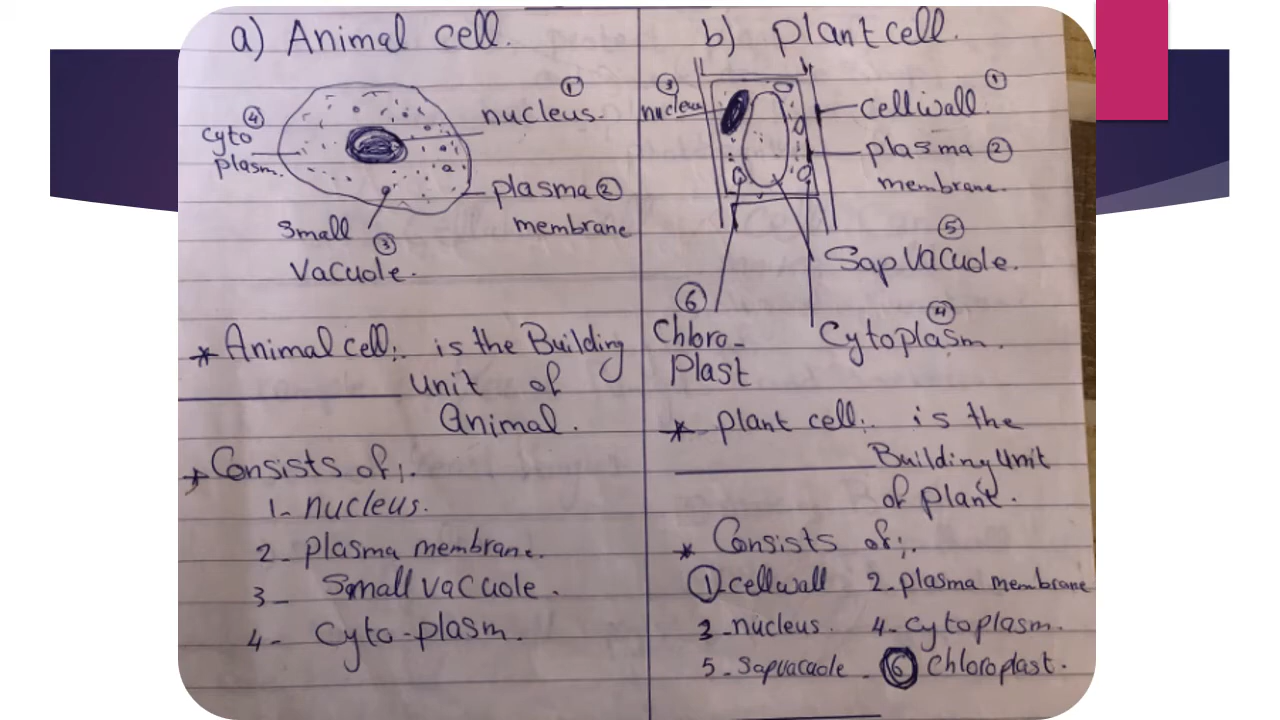 a) Animal cell.
①
nucleus.
④
cyto
plasm.
plasma ②
membrane
Small
③
Vacuole.
* Animal cell:. is the Building
unit of
Animal.
* Consists of:.
1- nucleus.
2- plasma membrane.
3- Small vacuole.
4- Cyto-plasm.
b) plant cell.
③
nucleus
①
cellwall.
plasma ②
membrane.
⑤
Sap Vacuole.
⑥
Chloro-
Plast
④
Cytoplasm.
* plant cell:. is the
Building Unit
of plant.
* Consists of:.
① cellwall 2- plasma membrane
3- nucleus. 4- cytoplasm.
5- Sapvacuole - ⑥ Chloroplast.